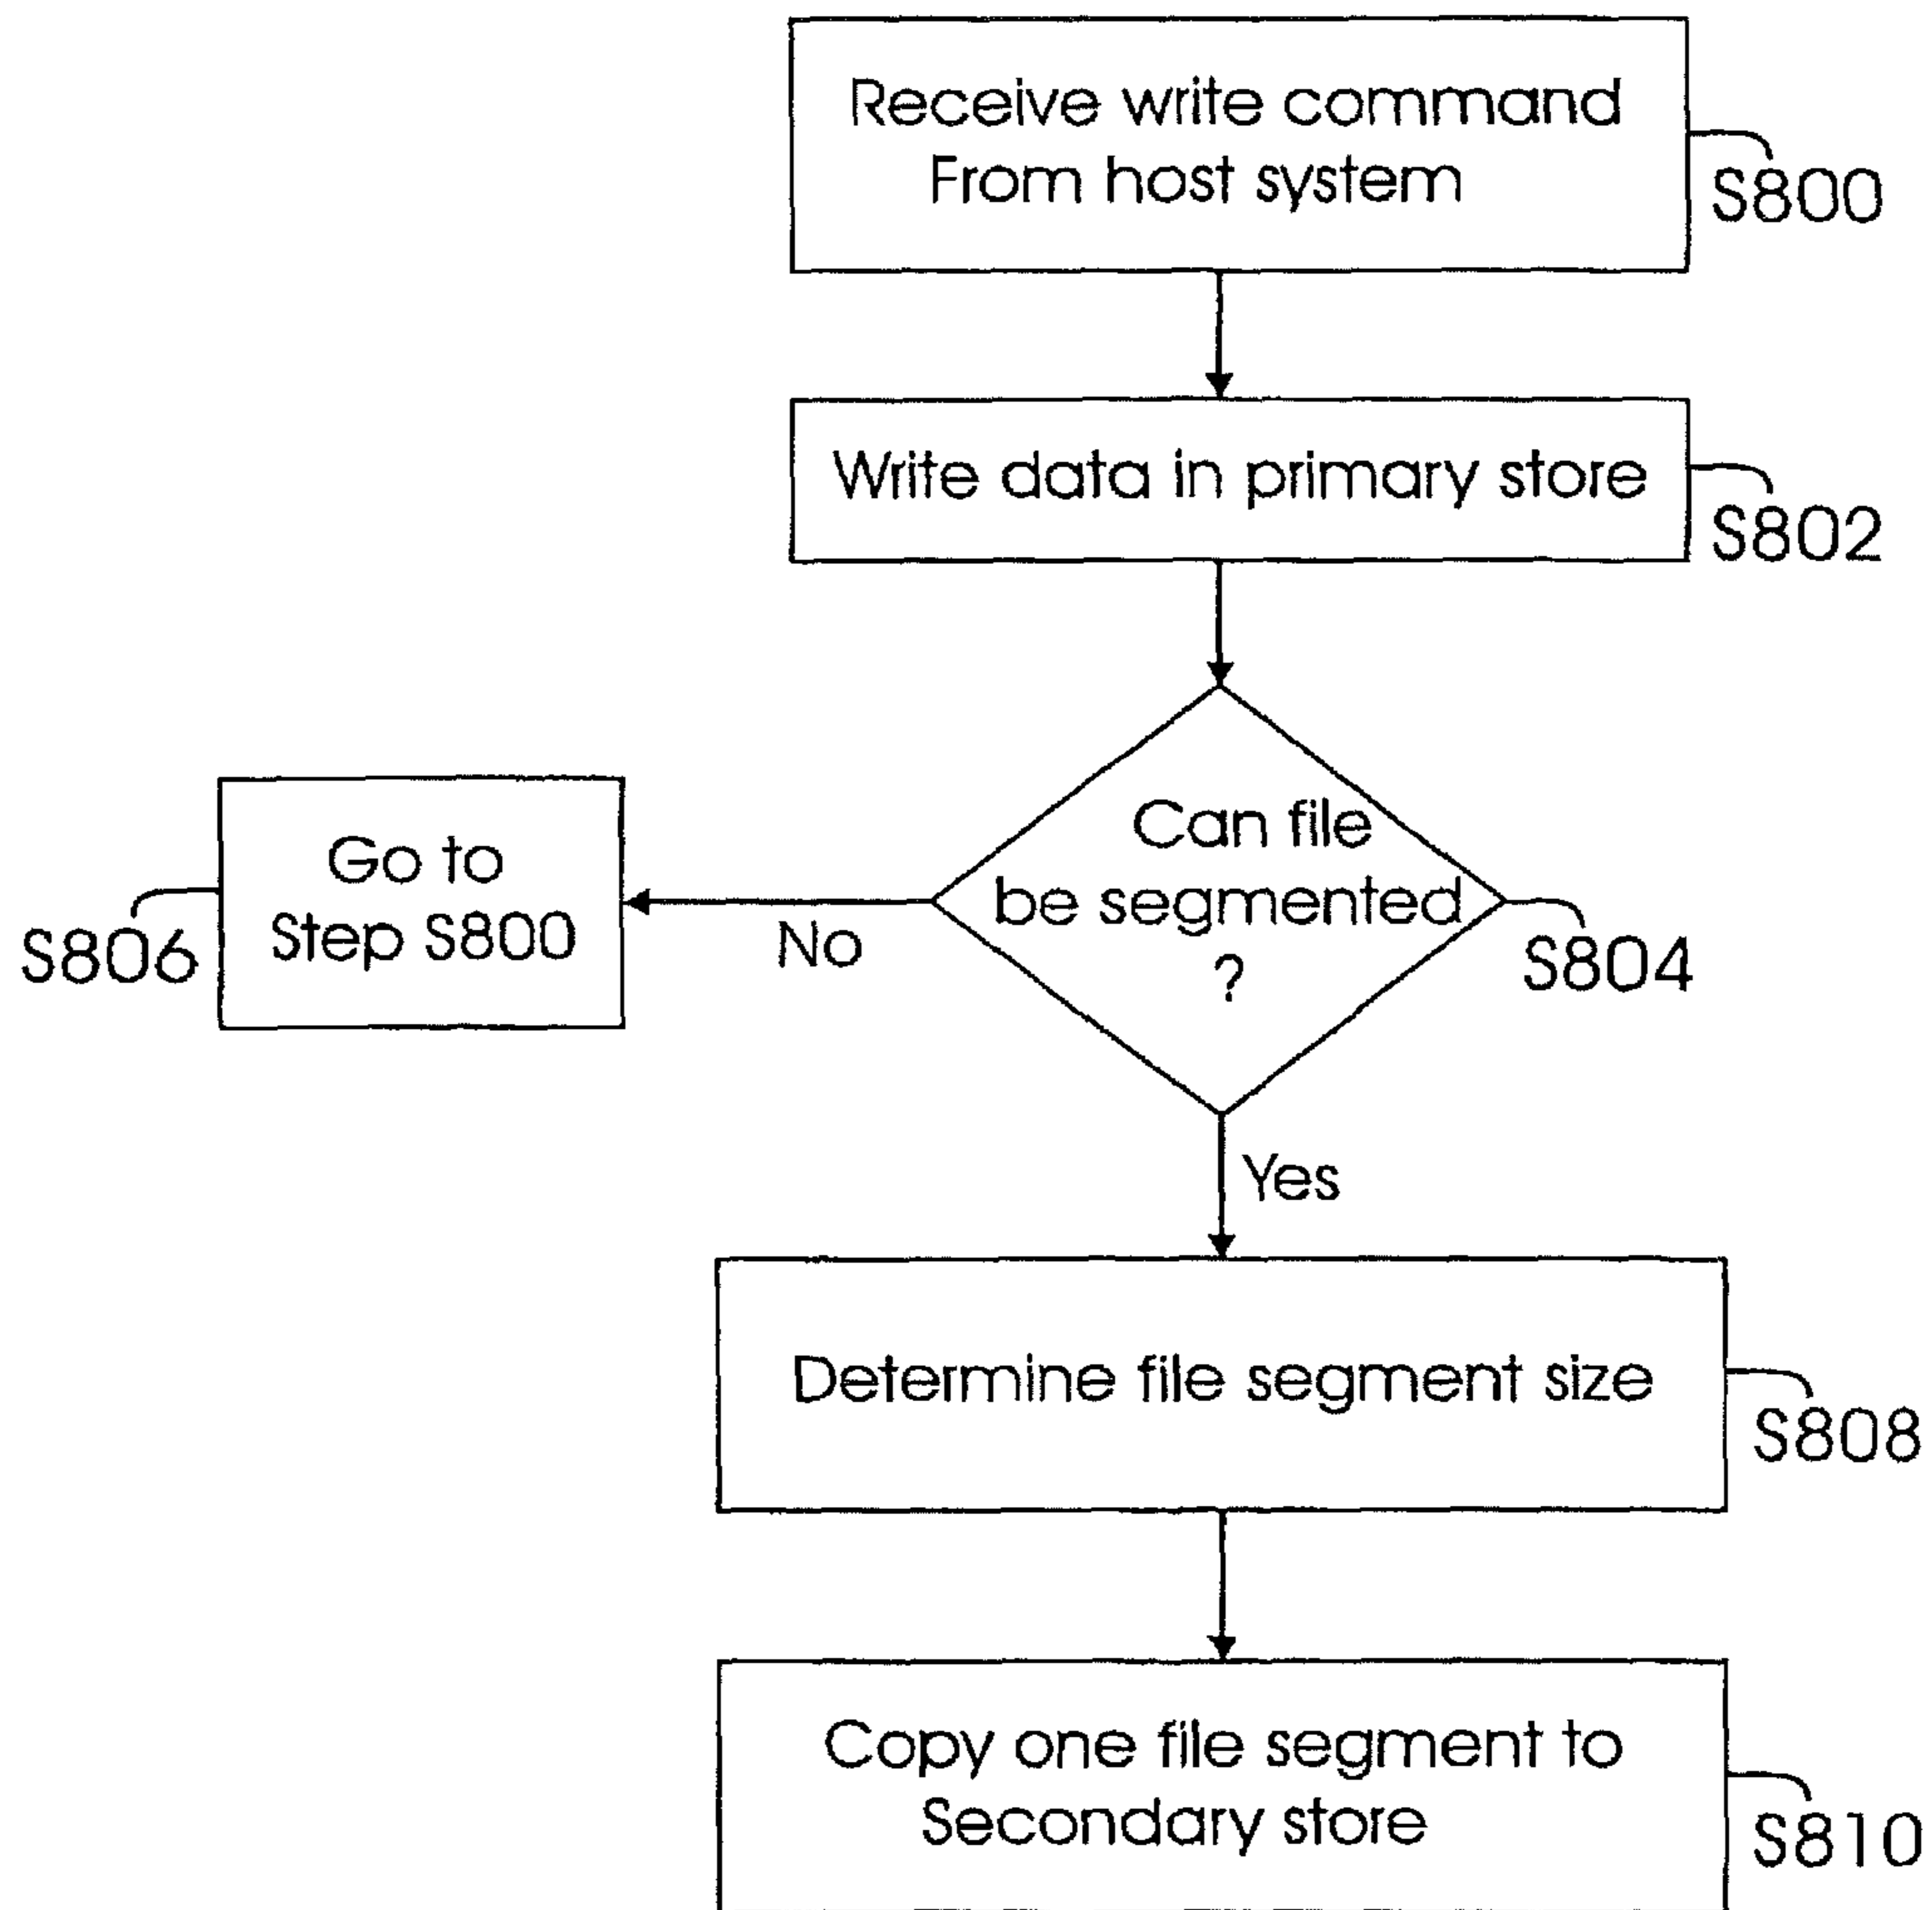 Receive write command
From host system
S800
Write data in primary store
S802
Can file
be segmented
?
S804
No
Go to
Step S800
S806
Yes
Determine file segment size
S808
Copy one file segment to
Secondary store
S810